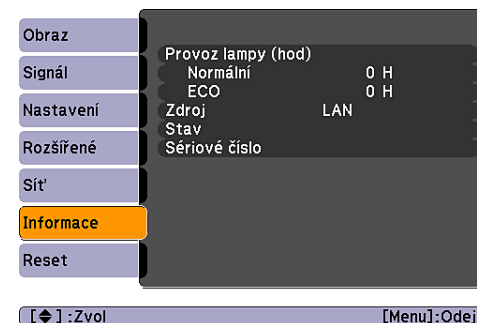 Obraz
Signál
Nastavení
Rozšířené
Síť
Informace
Reset
Provoz lampy (hod)
Normální 0 H
ECO 0 H
Zdroj LAN
Stav
Sériové číslo
[◆] :Zvol [Menu]:Odej